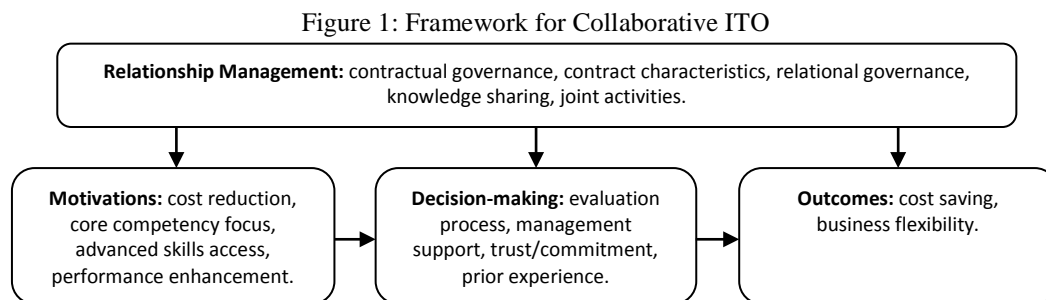 Figure 1: Framework for Collaborative ITO
Relationship Management: contractual governance, contract characteristics, relational governance,
knowledge sharing, joint activities.
Motivations: cost reduction,
core competency focus,
advanced skills access,
performance enhancement.
Decision-making: evaluation
process, management
support, trust/commitment,
prior experience.
Outcomes: cost saving,
business flexibility.